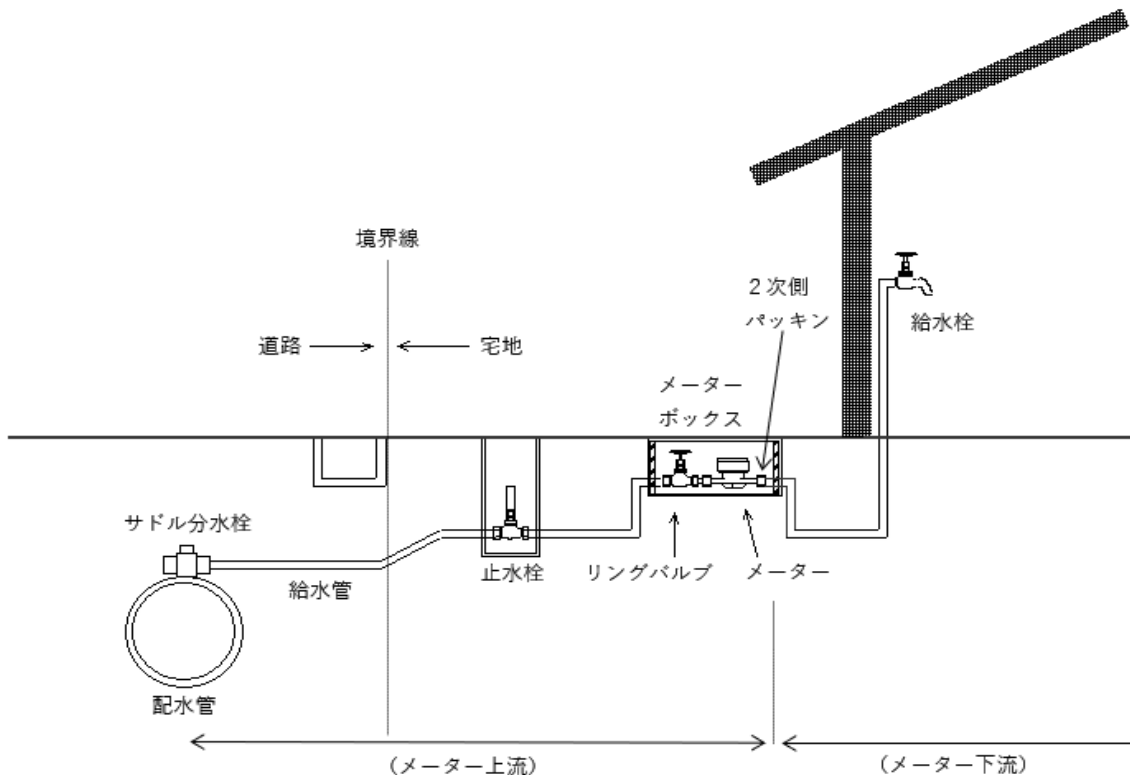 境界線
道路
宅地
2次側
パッキン
給水栓
メーター
ボックス
サドル分水栓
給水管
止水栓
リングバルブ
メーター
配水管
(メーター上流)
(メーター下流)